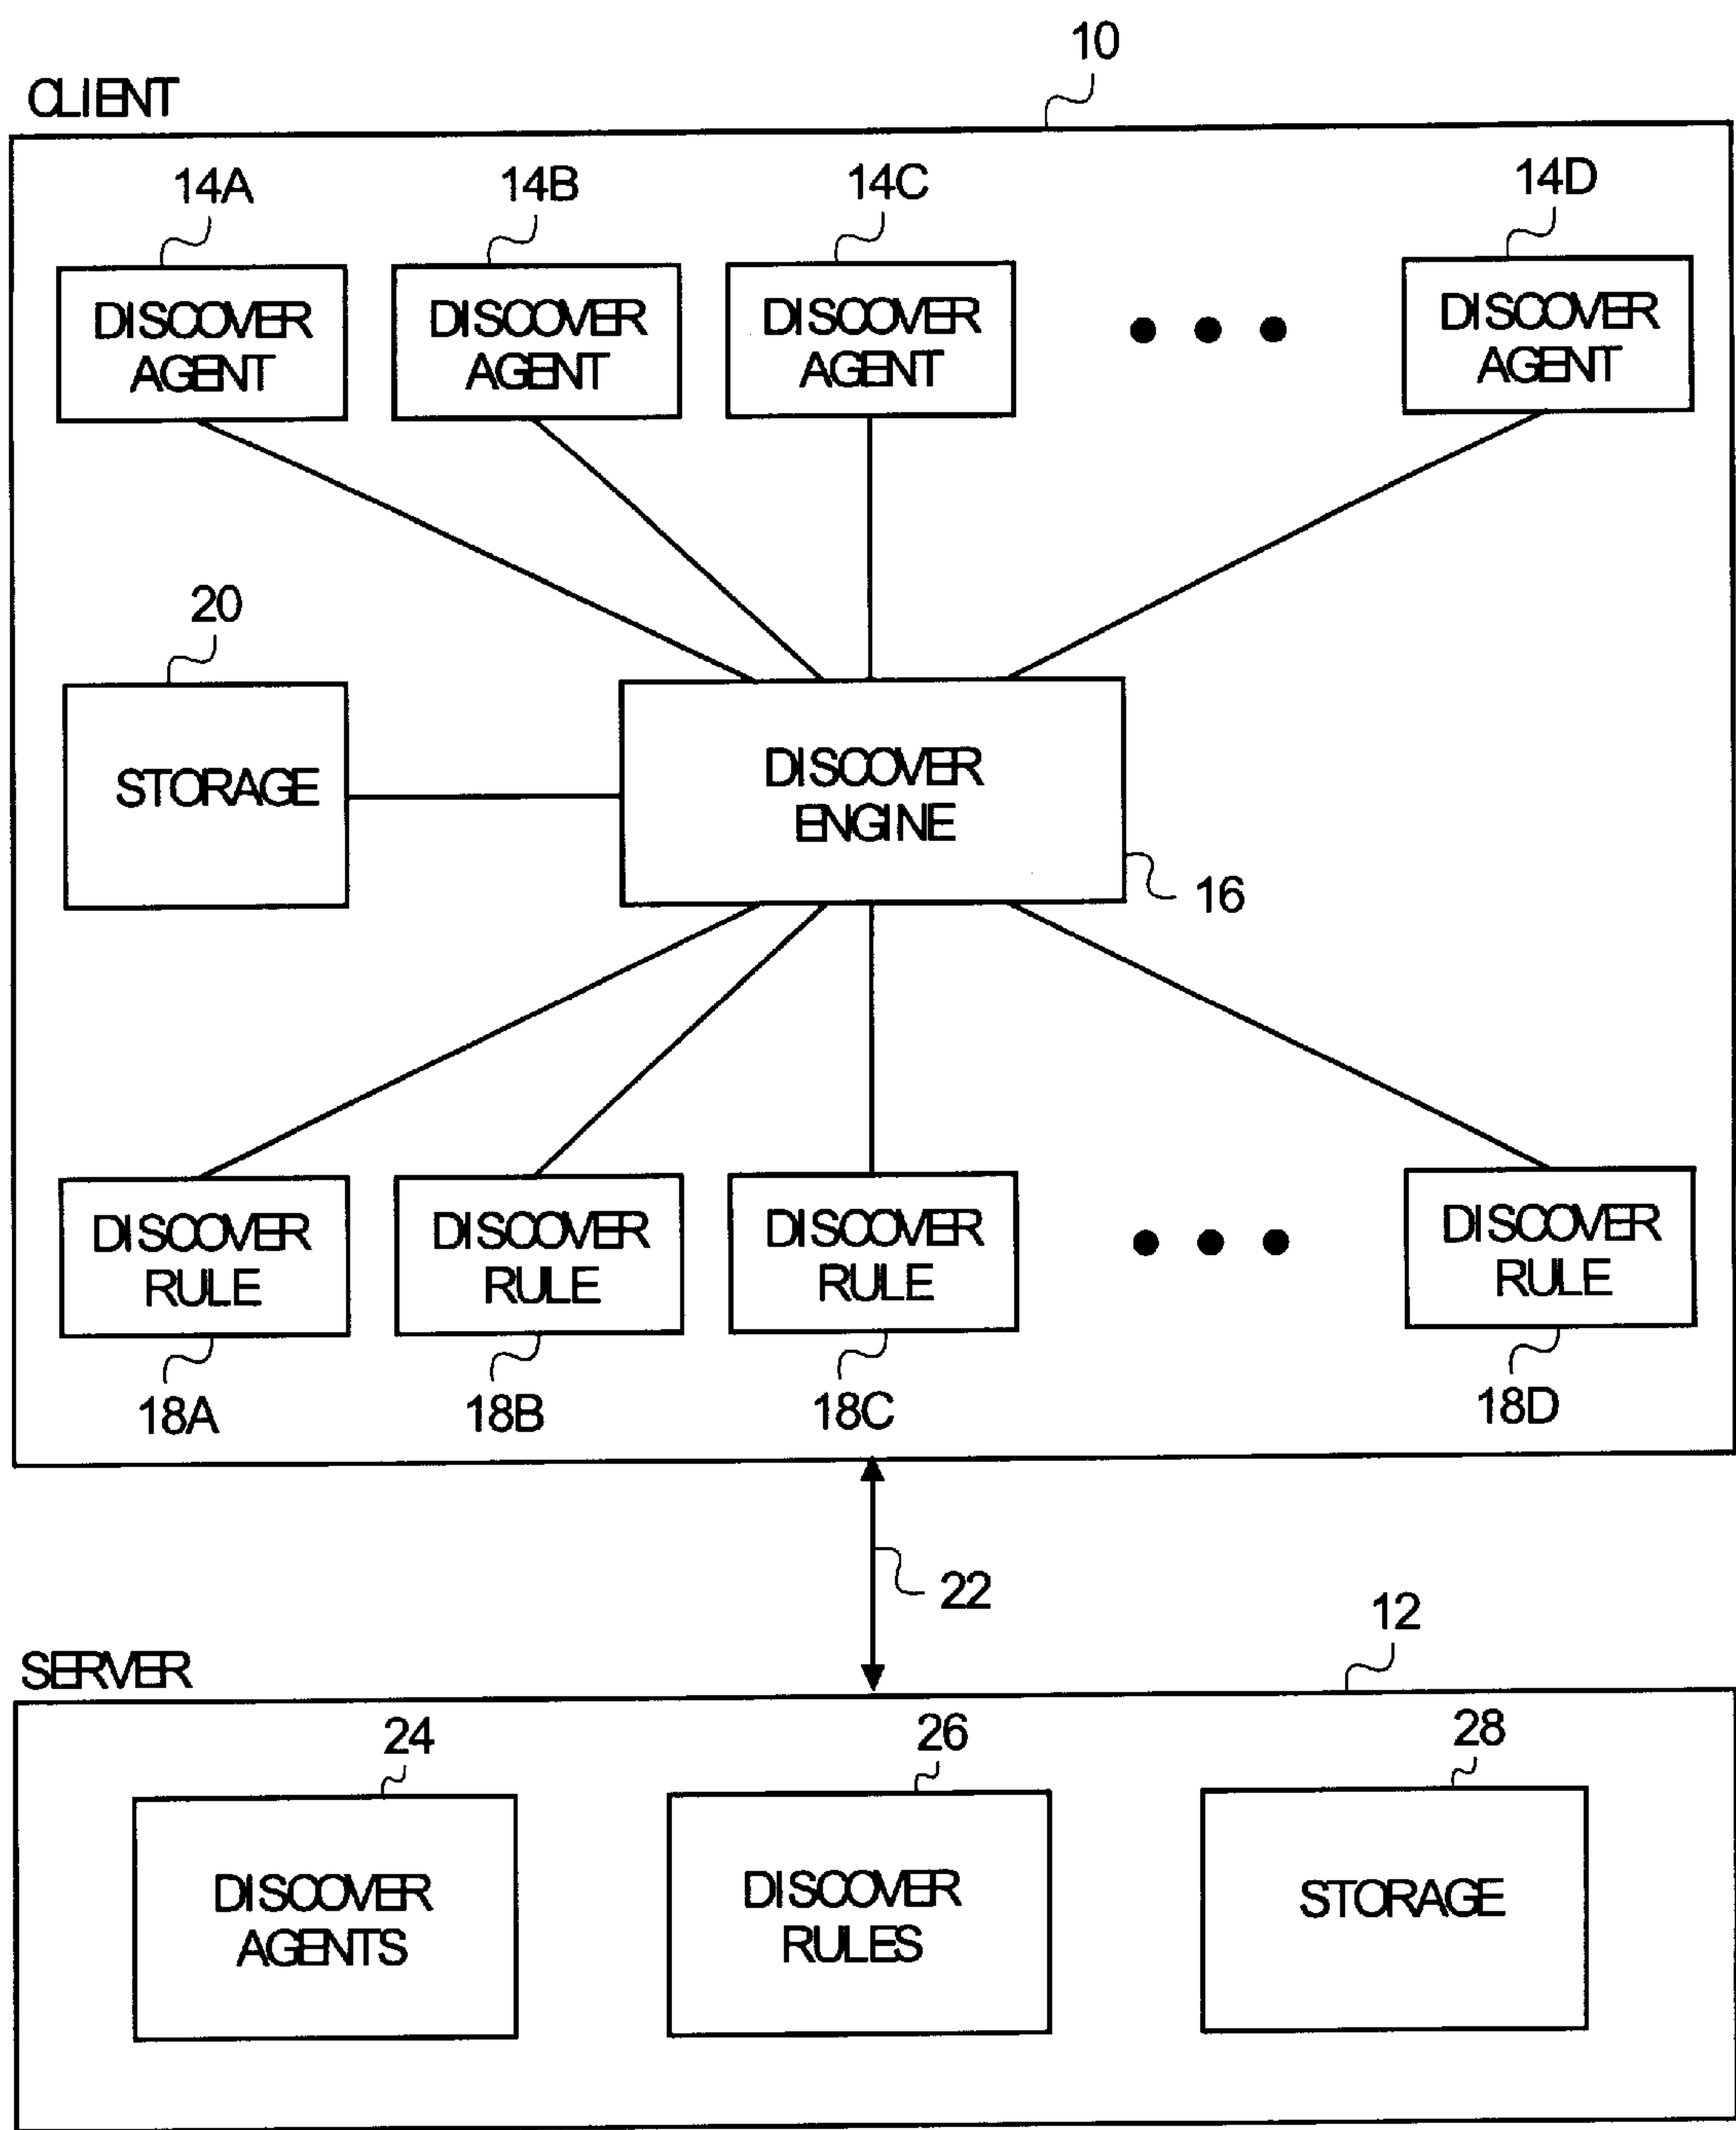 10
CLIENT
14A
14B
14C
14D
DISCOVER
AGENT
DISCOVER
AGENT
DISCOVER
AGENT
DISCOVER
AGENT
20
STORAGE
DISCOVER
ENGINE
16
DISCOVER
RULE
DISCOVER
RULE
DISCOVER
RULE
DISCOVER
RULE
18A
18B
18C
18D
22
12
SERVER
24
26
28
DISCOVER
AGENTS
DISCOVER
RULES
STORAGE